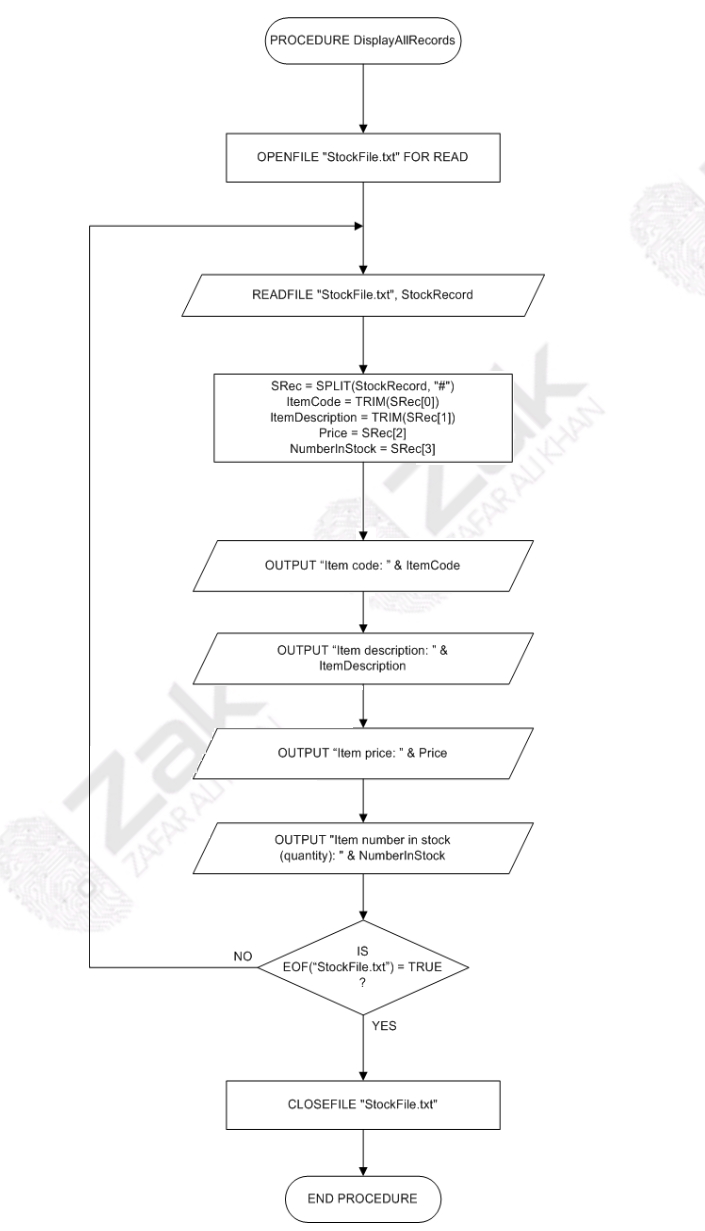 PROCEDURE DisplayAllRecords
OPENFILE "StockFile.txt" FOR READ
READFILE "StockFile.txt", StockRecord
SRec = SPLIT(StockRecord, "#")
ItemCode = TRIM(SRec[0])
ItemDescription = TRIM(SRec[1])
Price = SRec[2]
NumberInStock = SRec[3]
OUTPUT “Item code: ” & ItemCode
OUTPUT “Item description: ” &
ItemDescription
OUTPUT “Item price: ” & Price
OUTPUT "Item number in stock
(quantity): " & NumberInStock
NO
IS
EOF(“StockFile.txt”) = TRUE
?
YES
CLOSEFILE "StockFile.txt"
END PROCEDURE
Zak
ZAFAR ALI KHAN
Zak